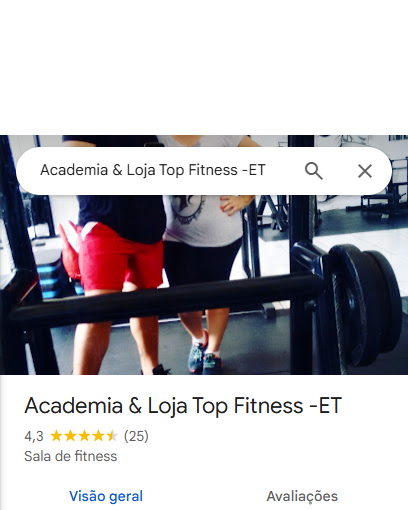 Academia & Loja Top Fitness -ET
Academia & Loja Top Fitness -ET
4,3 (25)
Sala de fitness
Visão geral Avaliações